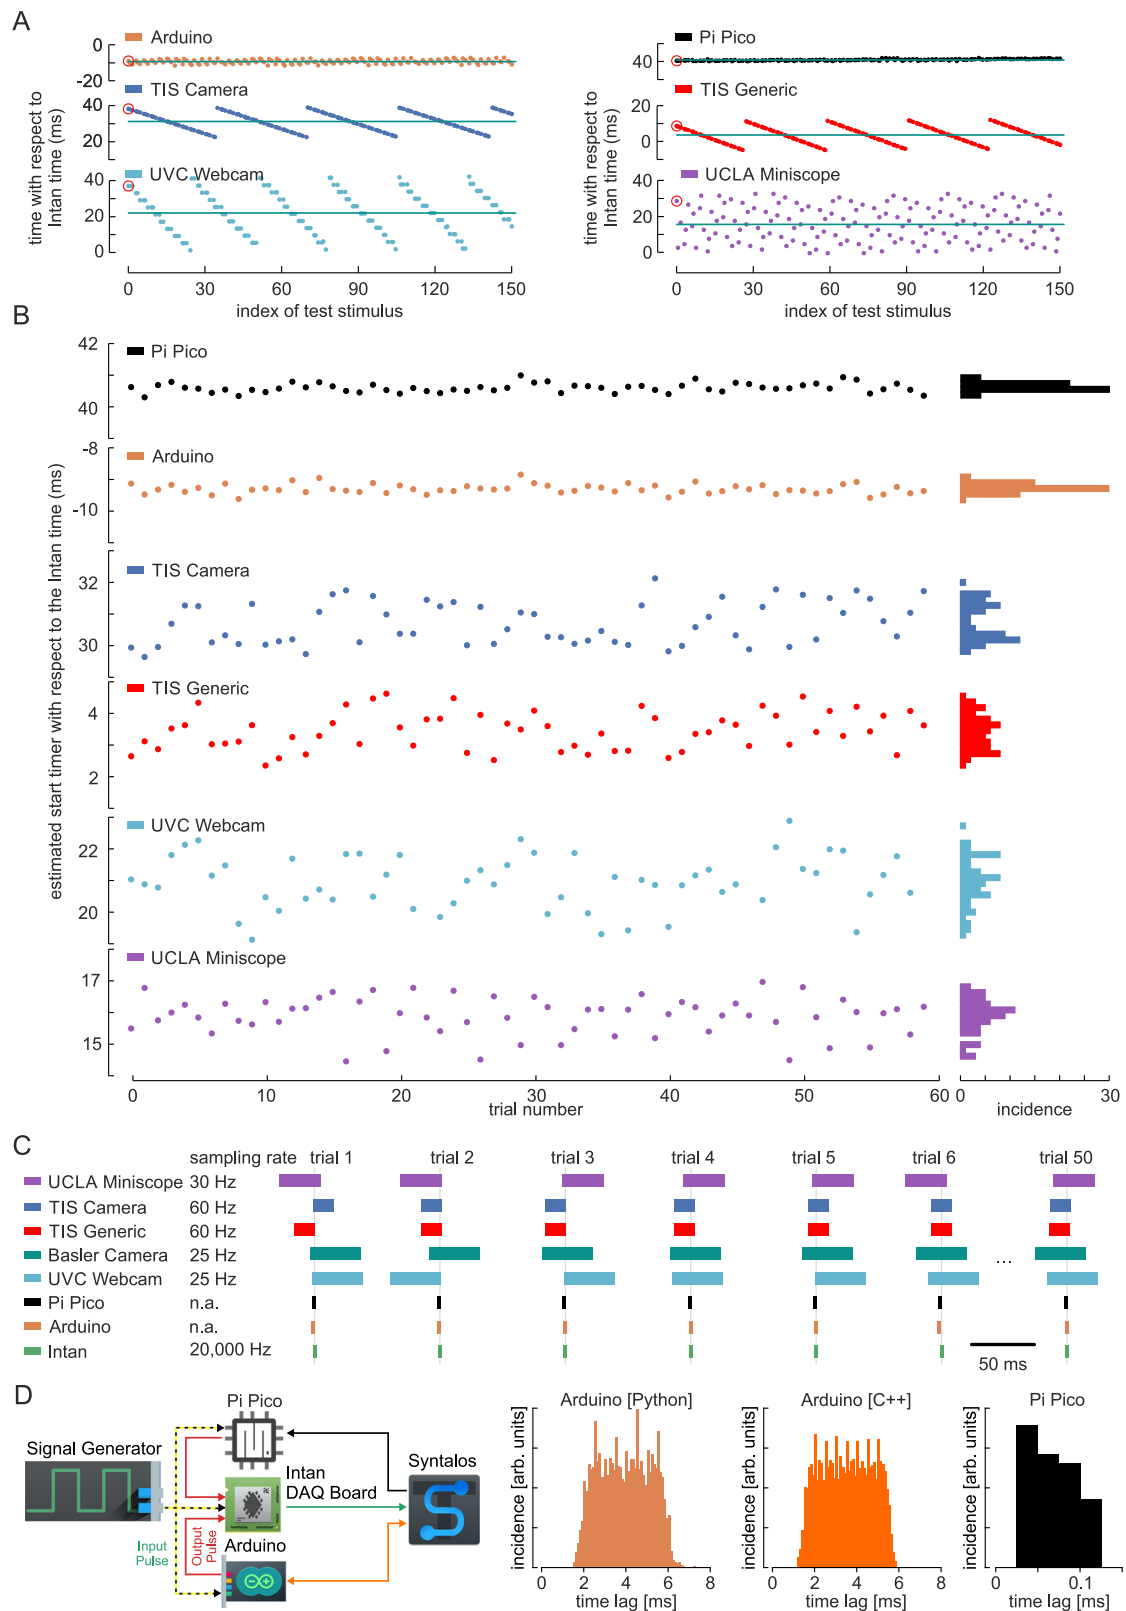 A
Arduino
0
-20
TIS Camera
40
20
UVC Webcam
40
20
0
time with respect to
Intan time (ms)
0 30 60 90 120 150
index of test stimulus
Pi Pico
40
TIS Generic
20
0
UCLA Miniscope
40
20
0
time with respect to
Intan time (ms)
0 30 60 90 120 150
index of test stimulus
B
estimated start timer with respect to the Intan time (ms)
Pi Pico
42
40
Arduino
-8
-10
TIS Camera
32
30
TIS Generic
4
2
UVC Webcam
22
20
UCLA Miniscope
17
15
0 10 20 30 40 50 60
trial number
0 30
incidence
C
sampling rate trial 1 trial 2 trial 3 trial 4 trial 5 trial 6 trial 50
UCLA Miniscope 30 Hz
TIS Camera 60 Hz
TIS Generic 60 Hz
Basler Camera 25 Hz
...
UVC Webcam 25 Hz
Pi Pico n.a.
Arduino n.a.
Intan 20,000 Hz
50 ms
D
Pi Pico
Signal Generator
Intan
DAQ Board
Syntalos
Arduino
Input
Pulse
Output
Pulse
Arduino [Python]
incidence [arb. units]
0 2 4 6 8
time lag [ms]
Arduino [C++]
incidence [arb. units]
0 2 4 6 8
time lag [ms]
Pi Pico
incidence [arb. units]
0 0.1
time lag [ms]